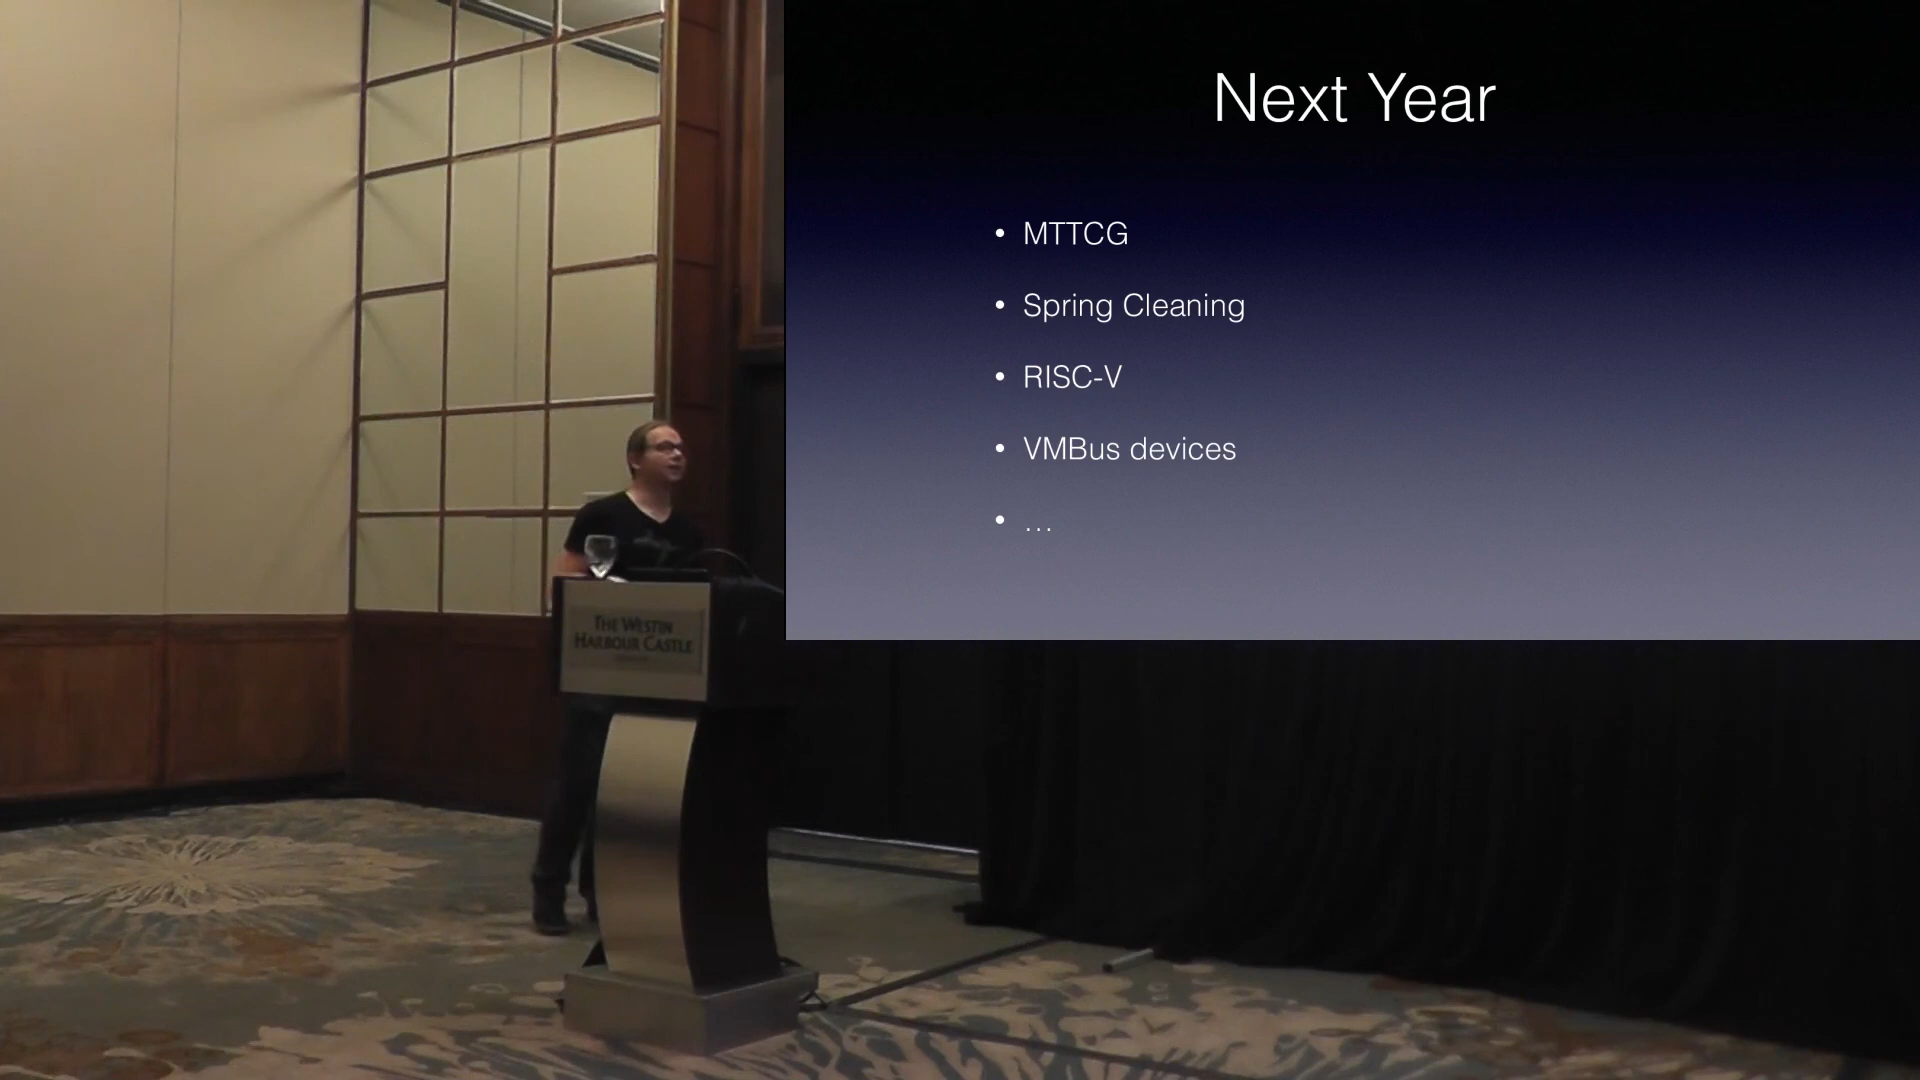 Next Year
• MTTCG
• Spring Cleaning
• RISC-V
• VMBus devices
• ...
THE WESTIN
HARBOUR CASTLE